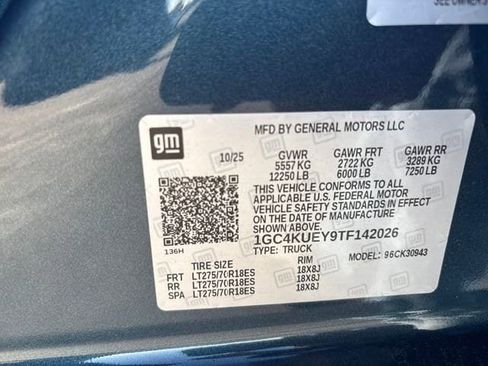 SEE OWNER'S
gm
MFD BY GENERAL MOTORS LLC
10/25 GVWR GAWR FRT GAWR RR
5557 KG 2722 KG 3289 KG
12250 LB 6000 LB 7250 LB
THIS VEHICLE CONFORMS TO ALL
APPLICABLE U.S. FEDERAL MOTOR
VEHICLE SAFETY STANDARDS IN EFFECT
ON THE DATE OF MANUFACTURE
SHOWN ABOVE.
1GC4KUEY9TF142026
TYPE: TRUCK MODEL: 96CK30943
136H
TIRE SIZE RIM
FRT LT275/70R18ES 18X8J
RR LT275/70R18ES 18X8J
SPA LT275/70R18ES 18X8J